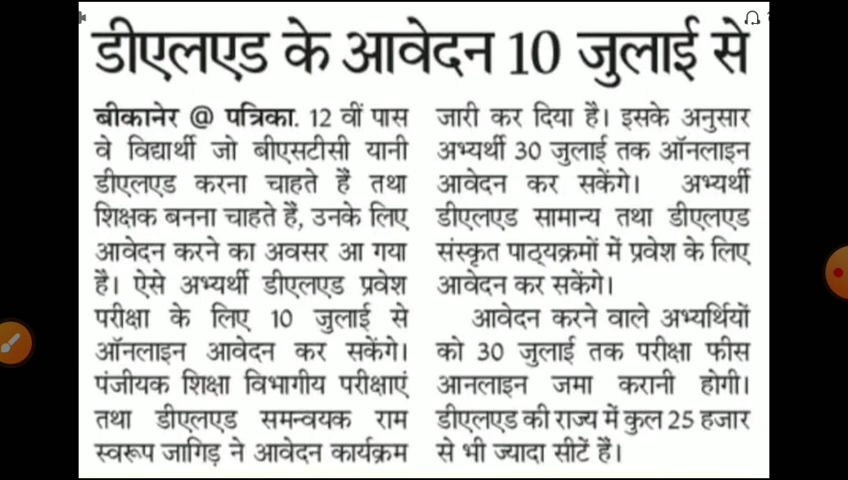 डीएलएड के आवेदन 10 जुलाई से
बीकानेर @ पत्रिका. 12 वीं पास
वे विद्यार्थी जो बीएसटीसी यानी
डीएलएड करना चाहते हैं तथा
शिक्षक बनना चाहते है, उनके लिए
आवेदन करने का अवसर आ गया
है। ऐसे अभ्यर्थी डीएलएड प्रवेश
परीक्षा के लिए 10 जुलाई से
ऑनलाइन आवेदन कर सकेंगे।
पंजीयक शिक्षा विभागीय परीक्षाएं
तथा डीएलएड समन्वयक राम
स्वरूप जागिड़ ने आवेदन कार्यक्रम
जारी कर दिया है। इसके अनुसार
अभ्यर्थी 30 जुलाई तक ऑनलाइन
आवेदन कर सकेंगे। अभ्यर्थी
डीएलएड सामान्य तथा डीएलएड
संस्कृत पाठ्यक्रमों में प्रवेश के लिए
आवेदन कर सकेंगे।
आवेदन करने वाले अभ्यर्थियों
को 30 जुलाई तक परीक्षा फीस
आनलाइन जमा करानी होगी।
डीएलएड की राज्य में कुल 25 हजार
से भी ज्यादा सीटें हैं।